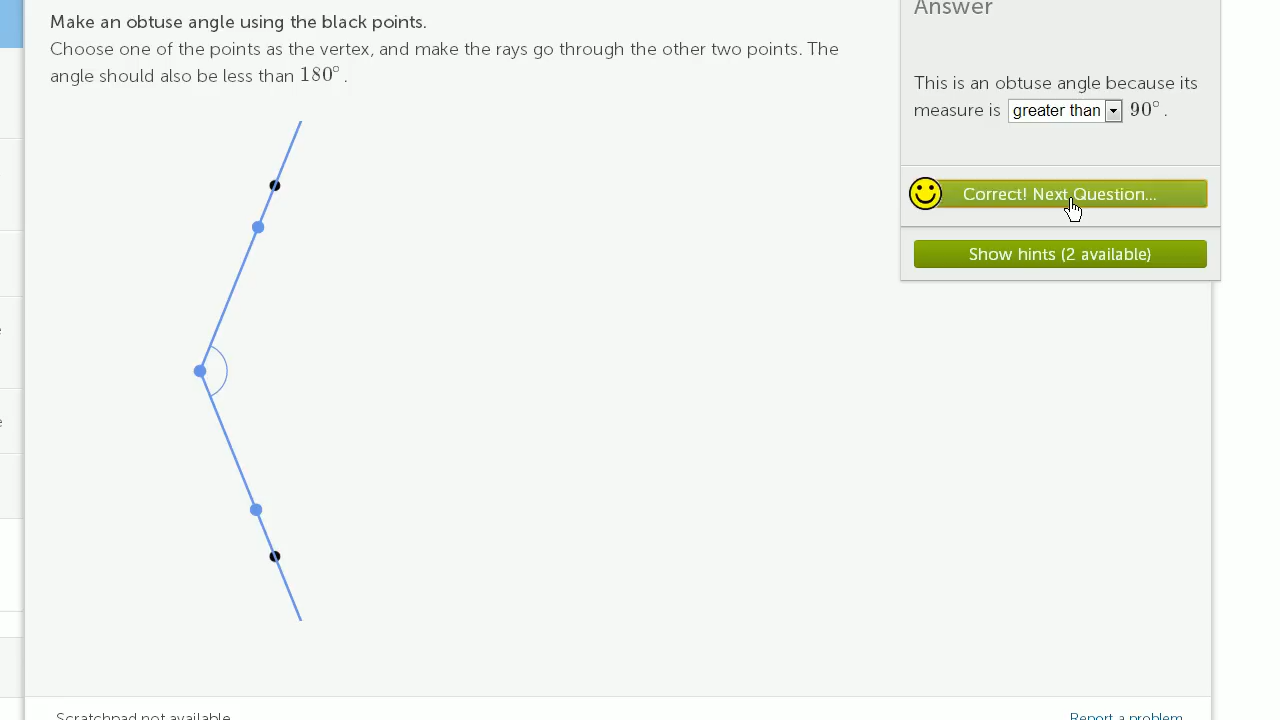 Make an obtuse angle using the black points.
Choose one of the points as the vertex, and make the rays go through the other two points. The
angle should also be less than 180°.
Answer
This is an obtuse angle because its
measure is greater than 90°.
Correct! Next Question...
Show hints (2 available)
Scratchpad not available
Report a problem